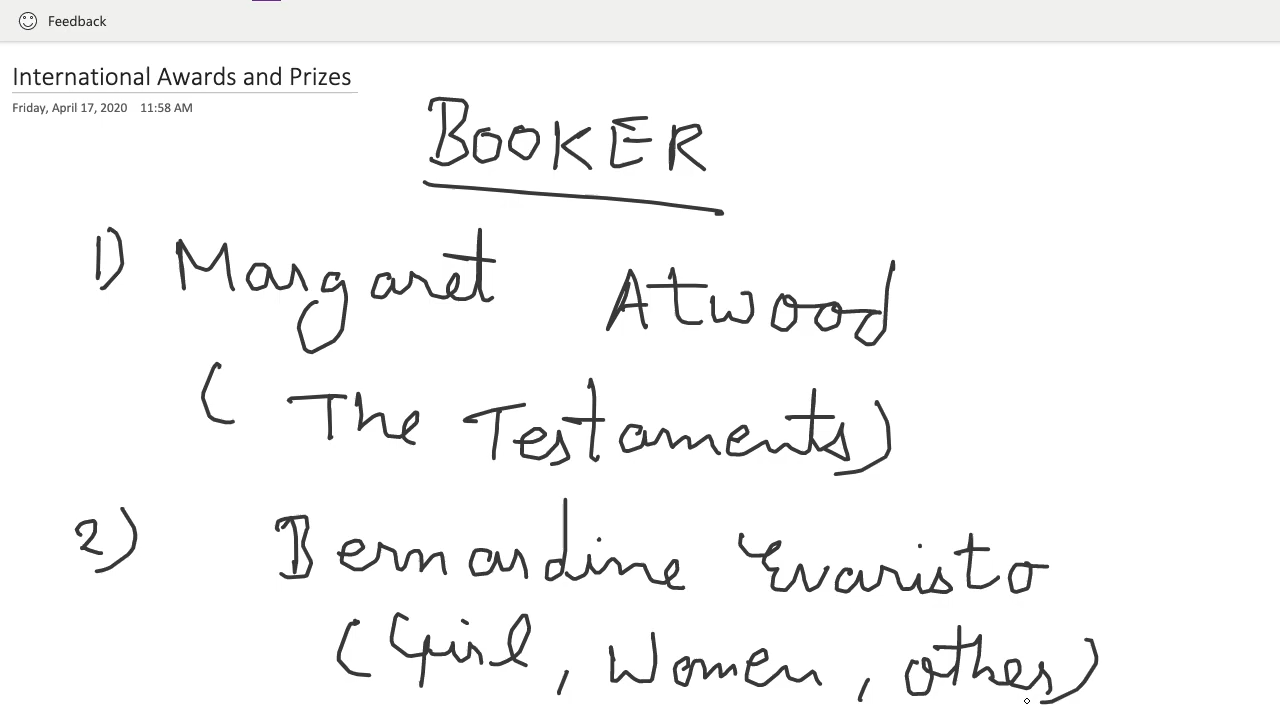 Feedback
International Awards and Prizes
Friday, April 17, 2020 11:58 AM
BOOKER
1) Margaret Atwood
( The Testaments)
2) Bernardine Evaristo
(Girl, Women, other)